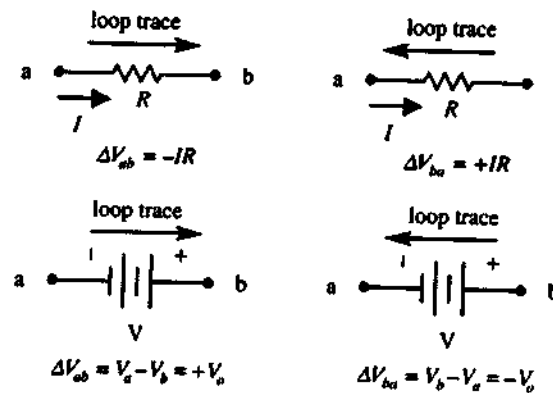 loop trace
a b
R
I
ΔV_ab = -IR
loop trace
a
R
I
ΔV_ba = +IR
loop trace
a +  b
V
ΔV_ab = V_a - V_b = +V_o
loop trace
a +
V
ΔV_ba = V_b - V_a = -V_o